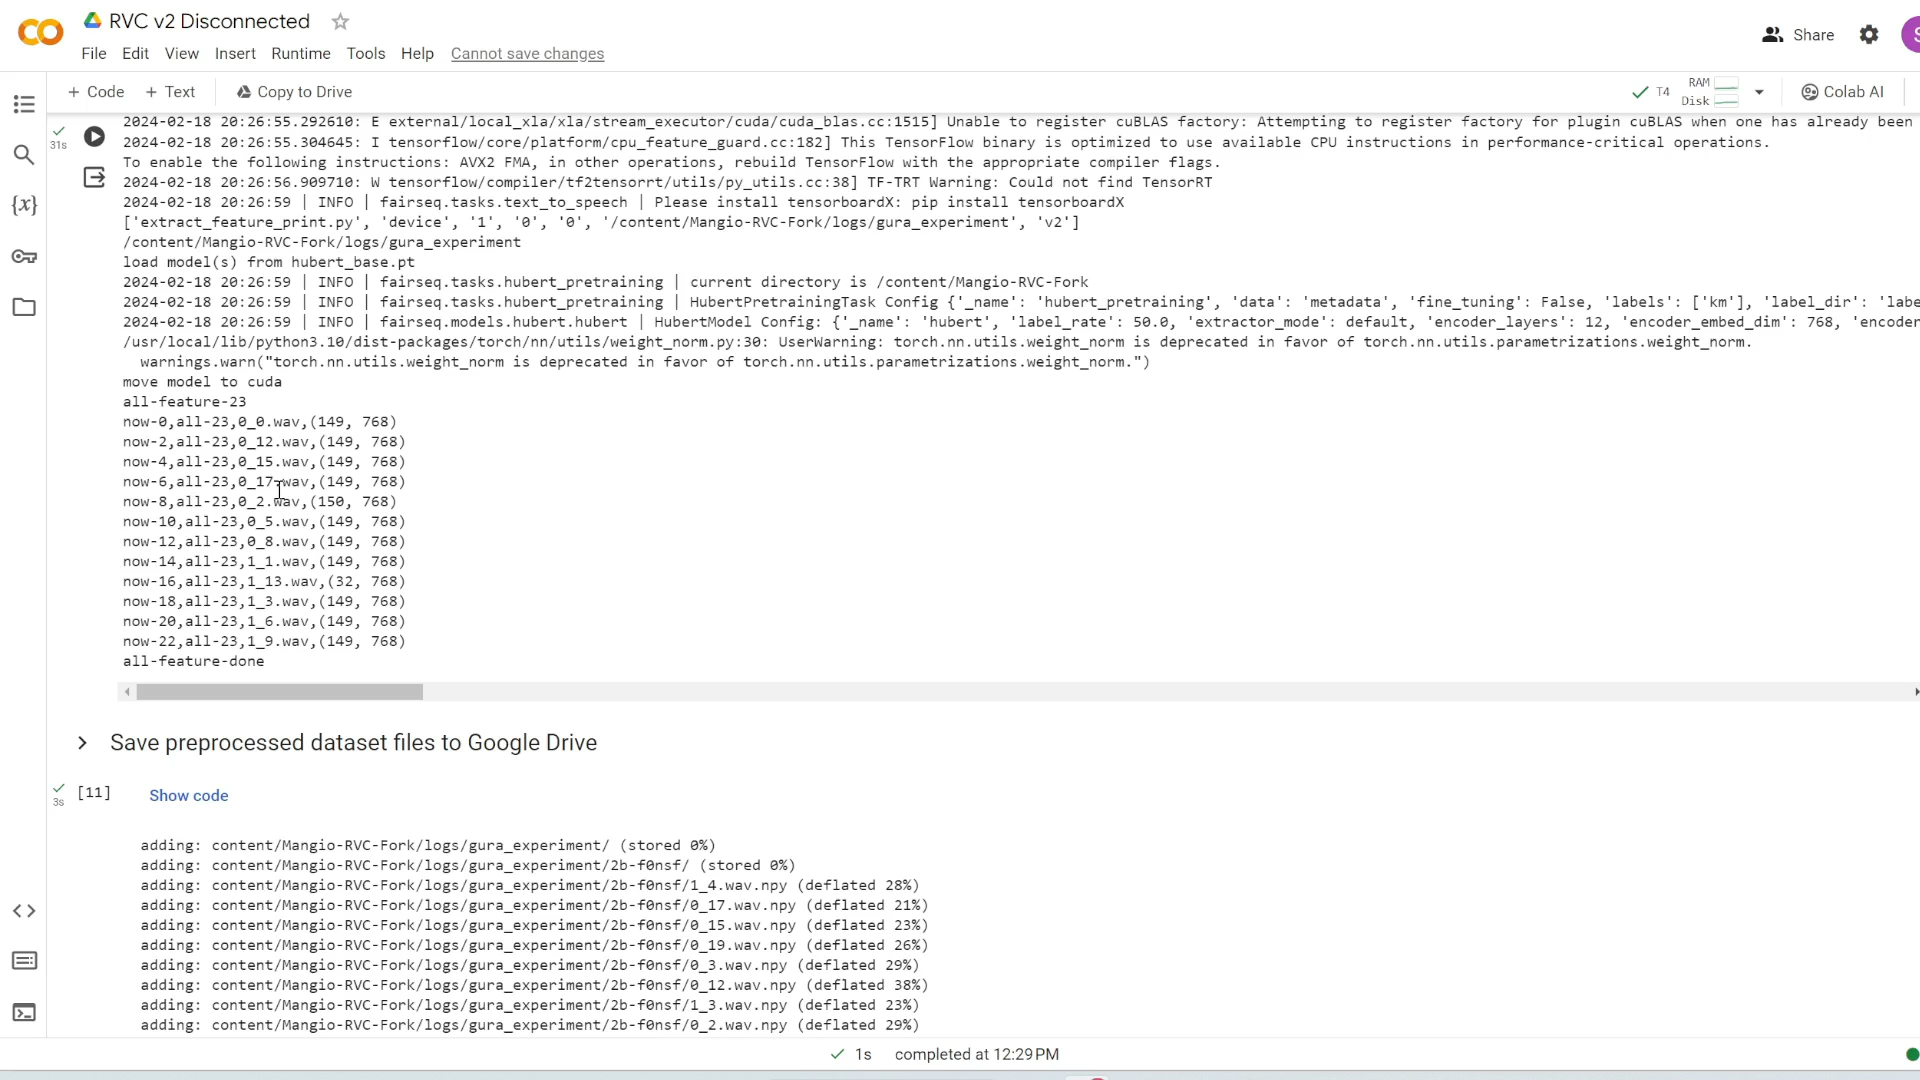 RVC v2 Disconnected
File Edit View Insert Runtime Tools Help Cannot save changes
Share
S
+ Code + Text Copy to Drive
T4 RAM Disk Colab AI
31s
2024-02-18 20:26:55.292610: E external/local_xla/xla/stream_executor/cuda/cuda_blas.cc:1515] Unable to register cuBLAS factory: Attempting to register factory for plugin cuBLAS when one has already been
2024-02-18 20:26:55.304645: I tensorflow/core/platform/cpu_feature_guard.cc:182] This TensorFlow binary is optimized to use available CPU instructions in performance-critical operations.
To enable the following instructions: AVX2 FMA, in other operations, rebuild TensorFlow with the appropriate compiler flags.
2024-02-18 20:26:56.909710: W tensorflow/compiler/tf2tensorrt/utils/py_utils.cc:38] TF-TRT Warning: Could not find TensorRT
2024-02-18 20:26:59 | INFO | fairseq.tasks.text_to_speech | Please install tensorboardX: pip install tensorboardX
['extract_feature_print.py', 'device', '1', '0', '0', '/content/Mangio-RVC-Fork/logs/gura_experiment', 'v2']
/content/Mangio-RVC-Fork/logs/gura_experiment
load model(s) from hubert_base.pt
2024-02-18 20:26:59 | INFO | fairseq.tasks.hubert_pretraining | current directory is /content/Mangio-RVC-Fork
2024-02-18 20:26:59 | INFO | fairseq.tasks.hubert_pretraining | HubertPretrainingTask Config {'_name': 'hubert_pretraining', 'data': 'metadata', 'fine_tuning': False, 'labels': ['km'], 'label_dir': 'labe
2024-02-18 20:26:59 | INFO | fairseq.models.hubert.hubert | HubertModel Config: {'_name': 'hubert', 'label_rate': 50.0, 'extractor_mode': default, 'encoder_layers': 12, 'encoder_embed_dim': 768, 'encoder
/usr/local/lib/python3.10/dist-packages/torch/nn/utils/weight_norm.py:30: UserWarning: torch.nn.utils.weight_norm is deprecated in favor of torch.nn.utils.parametrizations.weight_norm.
warnings.warn("torch.nn.utils.weight_norm is deprecated in favor of torch.nn.utils.parametrizations.weight_norm.")
move model to cuda
all-feature-23
now-0,all-23,0_0.wav,(149, 768)
now-2,all-23,0_12.wav,(149, 768)
now-4,all-23,0_15.wav,(149, 768)
now-6,all-23,0_17.wav,(149, 768)
now-8,all-23,0_2.wav,(150, 768)
now-10,all-23,0_5.wav,(149, 768)
now-12,all-23,0_8.wav,(149, 768)
now-14,all-23,1_1.wav,(149, 768)
now-16,all-23,1_13.wav,(32, 768)
now-18,all-23,1_3.wav,(149, 768)
now-20,all-23,1_6.wav,(149, 768)
now-22,all-23,1_9.wav,(149, 768)
all-feature-done
Save preprocessed dataset files to Google Drive
3s [11] Show code
adding: content/Mangio-RVC-Fork/logs/gura_experiment/ (stored 0%)
adding: content/Mangio-RVC-Fork/logs/gura_experiment/2b-f0nsf/ (stored 0%)
adding: content/Mangio-RVC-Fork/logs/gura_experiment/2b-f0nsf/1_4.wav.npy (deflated 28%)
adding: content/Mangio-RVC-Fork/logs/gura_experiment/2b-f0nsf/0_17.wav.npy (deflated 21%)
adding: content/Mangio-RVC-Fork/logs/gura_experiment/2b-f0nsf/0_15.wav.npy (deflated 23%)
adding: content/Mangio-RVC-Fork/logs/gura_experiment/2b-f0nsf/0_19.wav.npy (deflated 26%)
adding: content/Mangio-RVC-Fork/logs/gura_experiment/2b-f0nsf/0_3.wav.npy (deflated 29%)
adding: content/Mangio-RVC-Fork/logs/gura_experiment/2b-f0nsf/0_12.wav.npy (deflated 38%)
adding: content/Mangio-RVC-Fork/logs/gura_experiment/2b-f0nsf/1_3.wav.npy (deflated 23%)
adding: content/Mangio-RVC-Fork/logs/gura_experiment/2b-f0nsf/0_2.wav.npy (deflated 29%)
1s completed at 12:29 PM